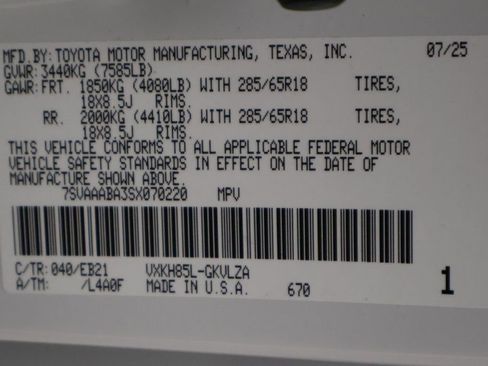 MFD.BY:TOYOTA MOTOR MANUFACTURING, TEXAS, INC. 07/25
GVWR:3440KG (7585LB)
GAWR:FRT. 1850KG (4080LB) WITH 285/65R18 TIRES,
18X8.5J RIMS.
RR. 2000KG (4410LB) WITH 285/65R18 TIRES,
18X8.5J RIMS.
THIS VEHICLE CONFORMS TO ALL APPLICABLE FEDERAL MOTOR
VEHICLE SAFETY STANDARDS IN EFFECT ON THE DATE OF
MANUFACTURE SHOWN ABOVE.
7SVAAABA3SX070220 MPV
C/TR:040/EB21 VXKH85L-GKVLZA
A/TM: /L4A0F MADE IN U.S.A. 670 1